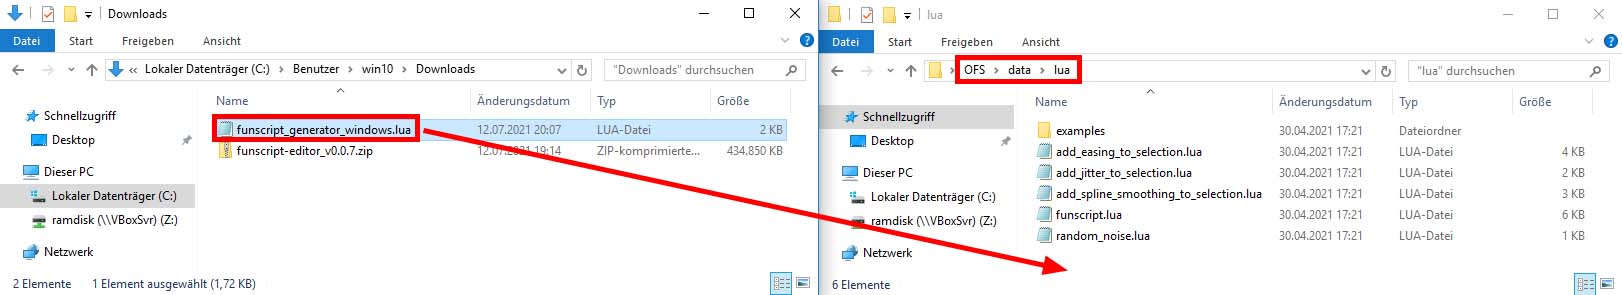 Downloads
Datei Start Freigeben Ansicht
« Lokaler Datenträger (C:) > Benutzer > win10 > Downloads
"Downloads" durchsuchen
Name Änderungsdatum Typ Größe
Schnellzugriff
Desktop
Dieser PC
Lokaler Datenträger (C:)
ramdisk (\\VBoxSvr) (Z:)
Netzwerk
funscript_generator_windows.lua 12.07.2021 20:07 LUA-Datei 2 KB
funscript-editor_v0.0.7.zip 12.07.2021 19:14 ZIP-komprimierte... 434.850 KB
2 Elemente 1 Element ausgewählt (1,72 KB)
lua
Datei Start Freigeben Ansicht
OFS > data > lua
"lua" durchsuchen
Name Änderungsdatum Typ Größe
Schnellzugriff
Desktop
Dieser PC
Lokaler Datenträger (C:)
ramdisk (\\VBoxSvr) (Z:)
Netzwerk
examples 30.04.2021 17:21 Dateiordner
add_easing_to_selection.lua 30.04.2021 17:21 LUA-Datei 4 KB
add_jitter_to_selection.lua 30.04.2021 17:21 LUA-Datei 2 KB
add_spline_smoothing_to_selection.lua 30.04.2021 17:21 LUA-Datei 3 KB
funscript.lua 30.04.2021 17:21 LUA-Datei 6 KB
random_noise.lua 30.04.2021 17:21 LUA-Datei 1 KB
6 Elemente